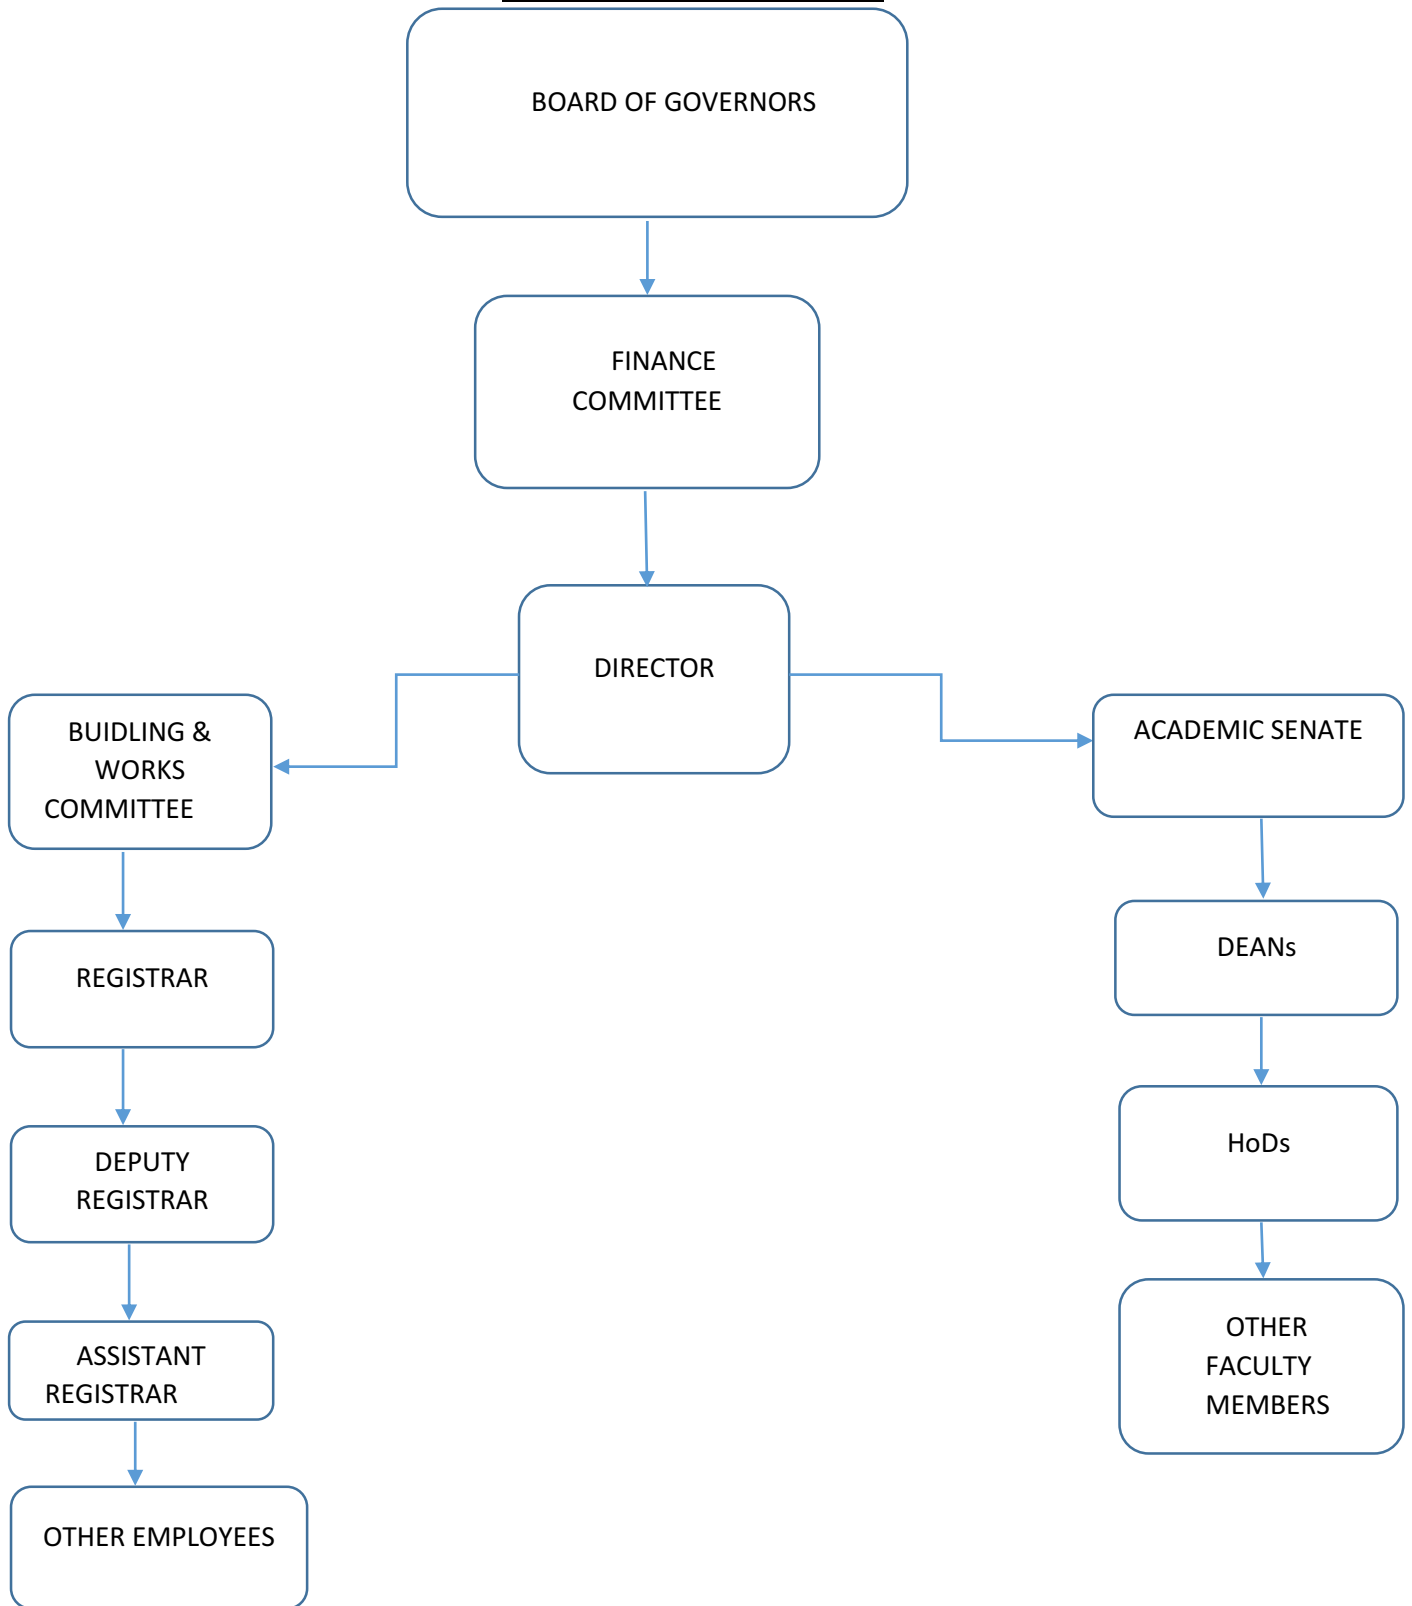 BOARD OF GOVERNORS
FINANCE
COMMITTEE
DIRECTOR
BUIDLING &
WORKS
COMMITTEE
ACADEMIC SENATE
REGISTRAR
DEANs
DEPUTY
REGISTRAR
HoDs
ASSISTANT
REGISTRAR
OTHER
FACULTY
MEMBERS
OTHER EMPLOYEES